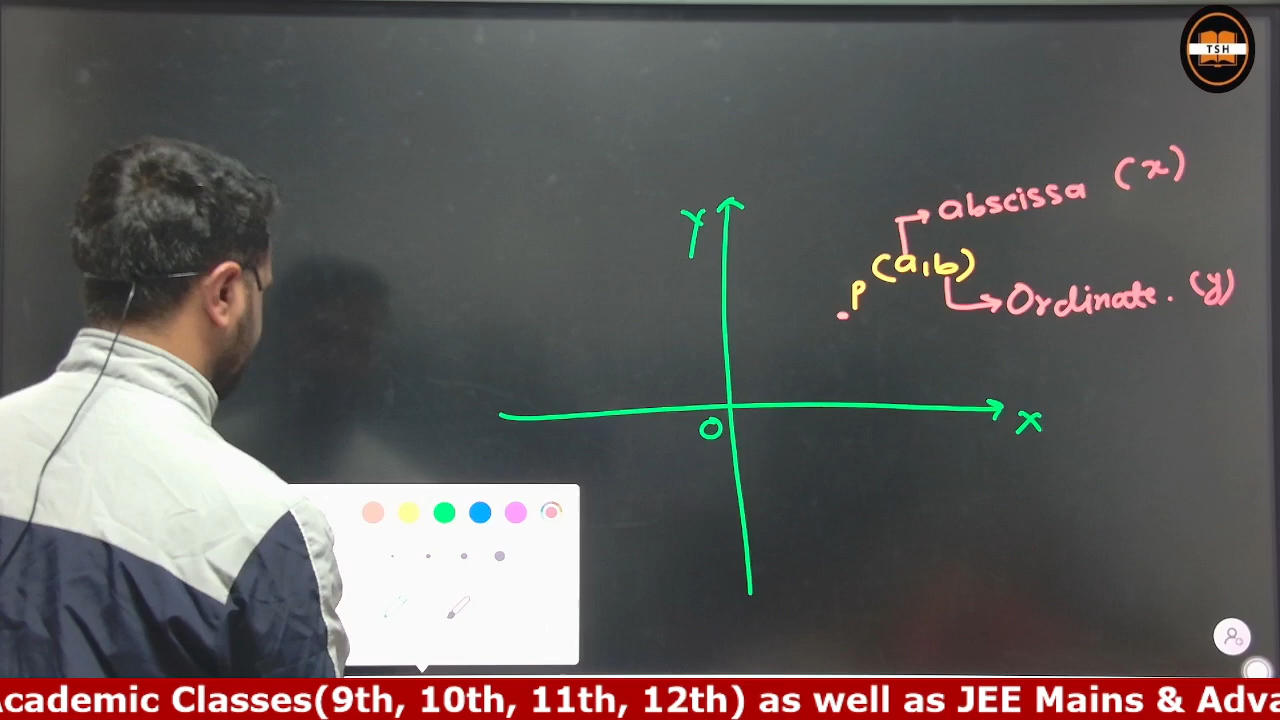 TSH
abscissa (x)
Y
P (a,b)
Ordinate. (y)
O
X
Academic Classes(9th, 10th, 11th, 12th) as well as JEE Mains & Adva